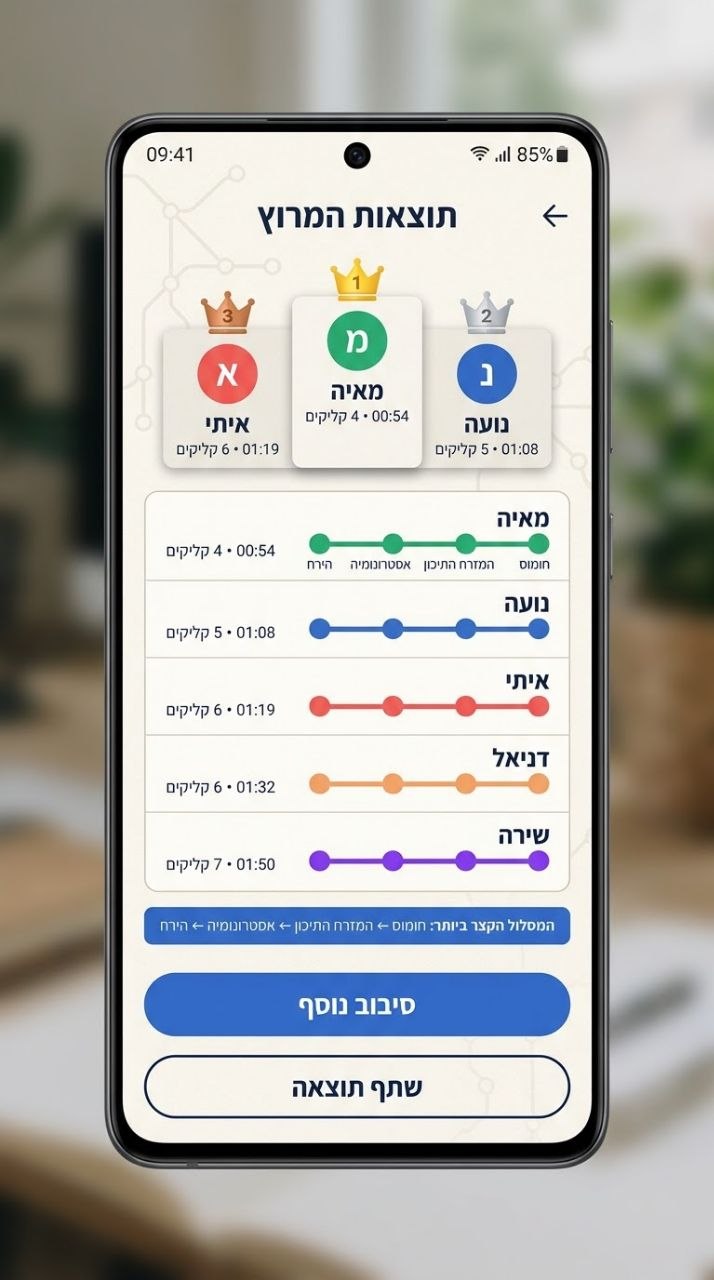 09:41
85%
תוצאות המרוץ
1
3
2
מ
א
נ
מאיה
00:54 • 4 קליקים
נועה
01:08 • 5 קליקים
איתי
01:19 • 6 קליקים
מאיה
00:54 • 4 קליקים
חומוס המזרח התיכון אסטרונומיה הירח
נועה
01:08 • 5 קליקים
איתי
01:19 • 6 קליקים
דניאל
01:32 • 6 קליקים
שירה
01:50 • 7 קליקים
המסלול הקצר ביותר: חומוס ← המזרח התיכון ← אסטרונומיה ← הירח
סיבוב נוסף
שתף תוצאה